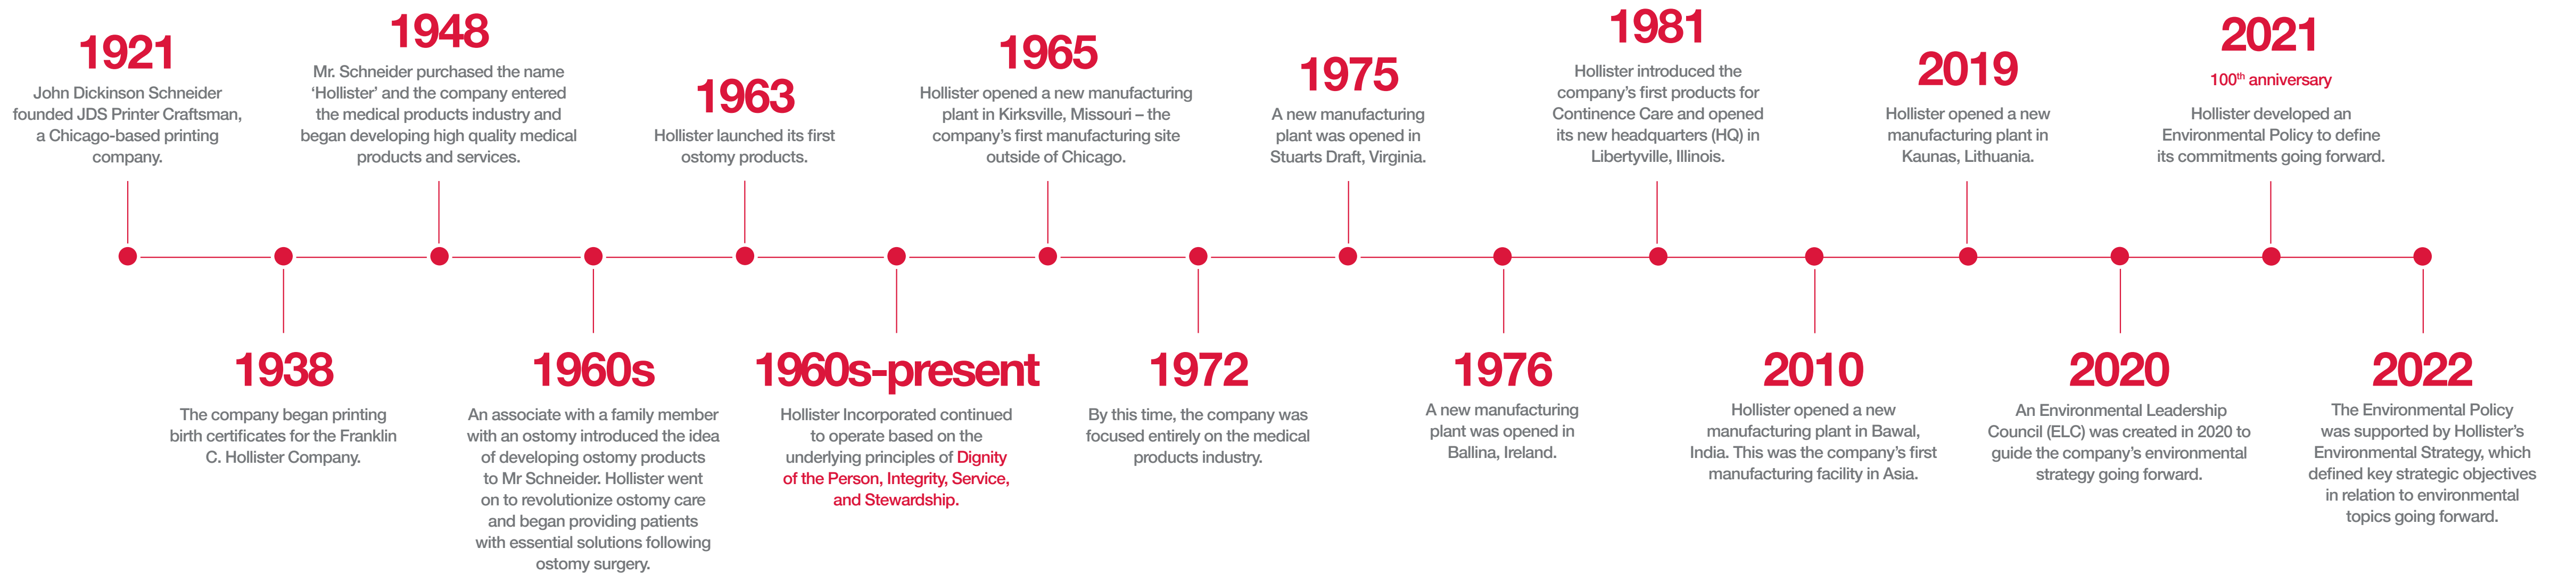 1921
John Dickinson Schneider
founded JDS Printer Craftsman,
a Chicago-based printing
company.
1938
The company began printing
birth certificates for the Franklin
C. Hollister Company.
1948
Mr. Schneider purchased the name
‘Hollister’ and the company entered
the medical products industry and
began developing high quality medical
products and services.
1960s
An associate with a family member
with an ostomy introduced the idea
of developing ostomy products
to Mr Schneider. Hollister went
on to revolutionize ostomy care
and began providing patients
with essential solutions following
ostomy surgery.
1963
Hollister launched its first
ostomy products.
1960s-present
Hollister Incorporated continued
to operate based on the
underlying principles of Dignity
of the Person, Integrity, Service,
and Stewardship.
1965
Hollister opened a new manufacturing
plant in Kirksville, Missouri – the
company’s first manufacturing site
outside of Chicago.
1972
By this time, the company was
focused entirely on the medical
products industry.
1975
A new manufacturing
plant was opened in
Stuarts Draft, Virginia.
1976
A new manufacturing
plant was opened in
Ballina, Ireland.
1981
Hollister introduced the
company’s first products for
Continence Care and opened
its new headquarters (HQ) in
Libertyville, Illinois.
2010
Hollister opened a new
manufacturing plant in Bawal,
India. This was the company’s first
manufacturing facility in Asia.
2019
Hollister opened a new
manufacturing plant in
Kaunas, Lithuania.
2020
An Environmental Leadership
Council (ELC) was created in 2020 to
guide the company’s environmental
strategy going forward.
2021
100th anniversary
Hollister developed an
Environmental Policy to define
its commitments going forward.
2022
The Environmental Policy
was supported by Hollister’s
Environmental Strategy, which
defined key strategic objectives
in relation to environmental
topics going forward.